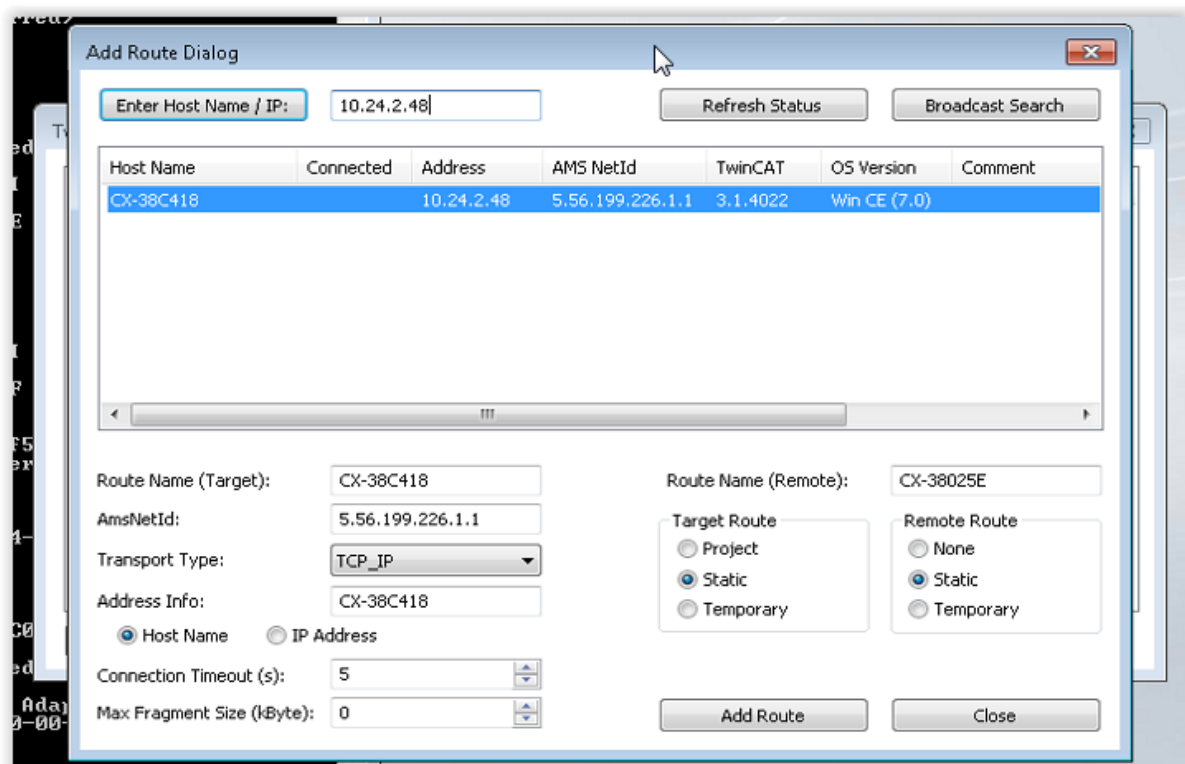 Add Route Dialog
Enter Host Name / IP: 10.24.2.48 Refresh Status Broadcast Search
Host Name Connected Address AMS NetId TwinCAT OS Version Comment
CX-38C418 10.24.2.48 5.56.199.226.1.1 3.1.4022 Win CE (7.0)
Route Name (Target): CX-38C418 Route Name (Remote): CX-38025E
AmsNetId: 5.56.199.226.1.1 Target Route Remote Route
Project None
Transport Type: TCP_IP
Static Static
Address Info: CX-38C418 Temporary Temporary
Host Name IP Address
Connection Timeout (s): 5
Max Fragment Size (kByte): 0 Add Route Close